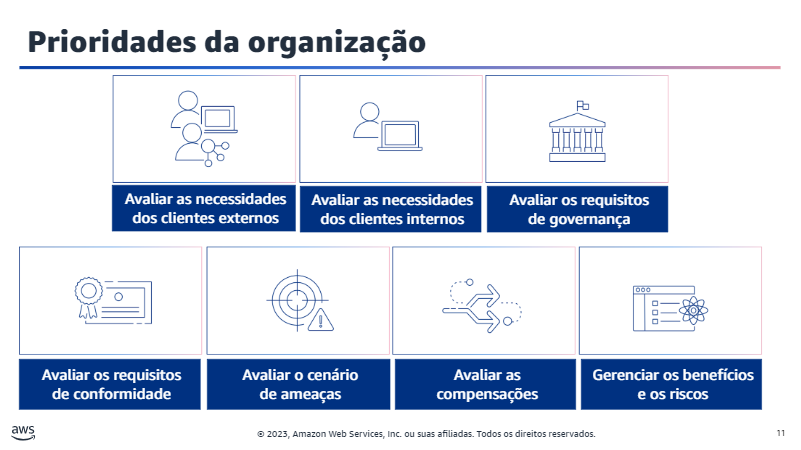 Prioridades da organização
Avaliar as necessidades
dos clientes externos
Avaliar as necessidades
dos clientes internos
Avaliar os requisitos
de governança
Avaliar os requisitos
de conformidade
Avaliar o cenário
de ameaças
Avaliar as
compensações
Gerenciar os benefícios
e os riscos
aws
© 2023, Amazon Web Services, Inc. ou suas afiliadas. Todos os direitos reservados.
11